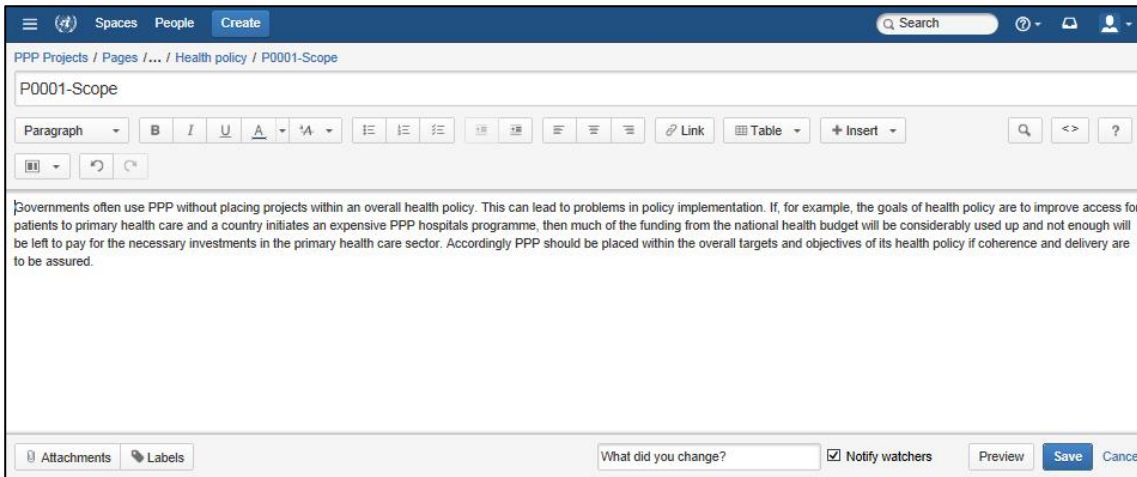 Spaces People Create Search
PPP Projects / Pages /... / Health policy / P0001-Scope
P0001-Scope
Paragraph B I U A Link Table + Insert <> ?
Governments often use PPP without placing projects within an overall health policy. This can lead to problems in policy implementation. If, for example, the goals of health policy are to improve access for
patients to primary health care and a country initiates an expensive PPP hospitals programme, then much of the funding from the national health budget will be considerably used up and not enough will
be left to pay for the necessary investments in the primary health care sector. Accordingly PPP should be placed within the overall targets and objectives of its health policy if coherence and delivery are
to be assured.
Attachments Labels What did you change? Notify watchers Preview Save Cance